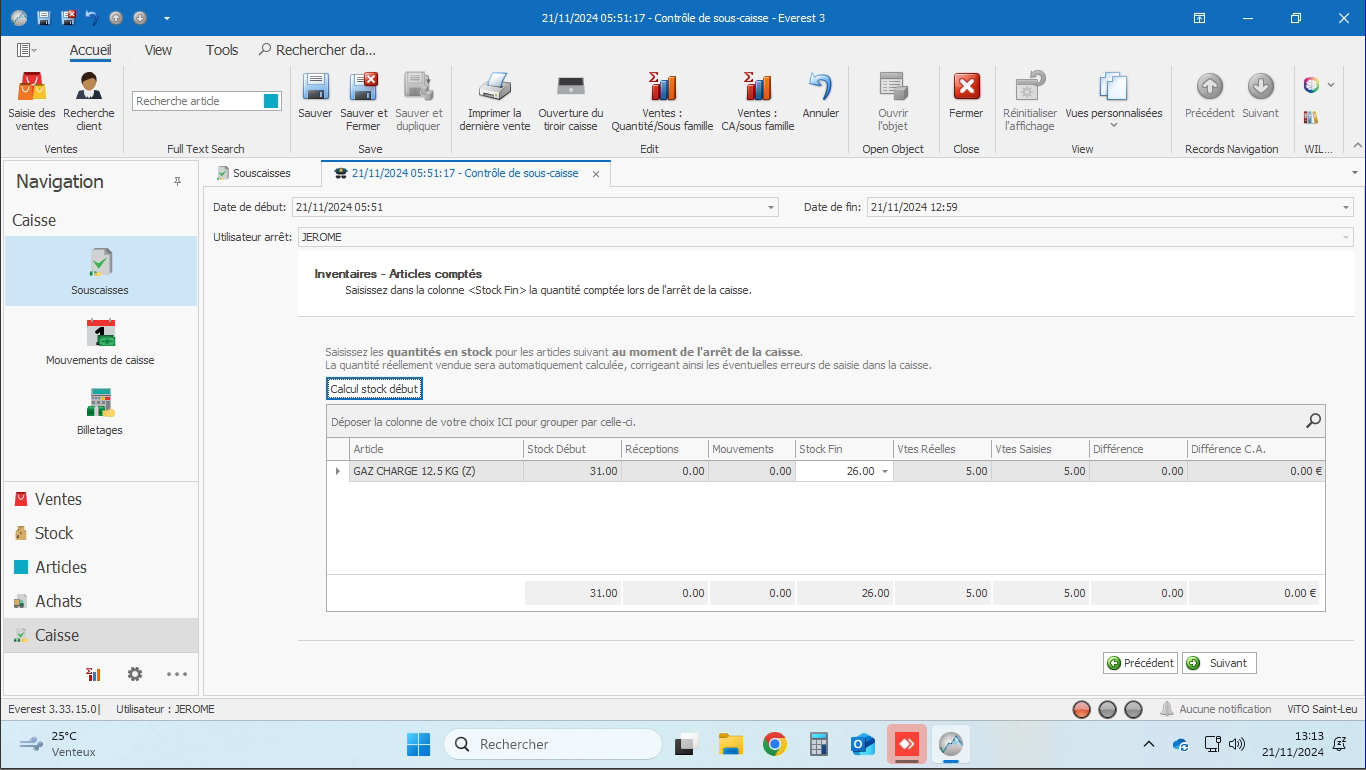 21/11/2024 05:51:17 - Contrôle de sous-caisse - Everest 3
Accueil View Tools Rechercher da...
Saisie des ventes
Recherche client
Ventes
Recherche article
Full Text Search
Sauver
Sauver et Fermer
Sauver et dupliquer
Save
Imprimer la dernière vente
Ouverture du tiroir caisse
Ventes : Quantité/Sous famille
Ventes : CA/sous famille
Annuler
Edit
Ouvrir l'objet
Open Object
Fermer
Close
Réinitialiser l'affichage
Vues personnalisées
View
Précédent
Suivant
Records Navigation
WIL...
Navigation
Caisse
Souscaisses
Mouvements de caisse
Billetages
Ventes
Stock
Articles
Achats
Caisse
Souscaisses
21/11/2024 05:51:17 - Contrôle de sous-caisse
Date de début: 21/11/2024 05:51 Date de fin: 21/11/2024 12:59
Utilisateur arrêt: JEROME
Inventaires - Articles comptés
Saisissez dans la colonne <Stock Fin> la quantité comptée lors de l'arrêt de la caisse.
Saisissez les quantités en stock pour les articles suivant au moment de l'arrêt de la caisse.
La quantité réellement vendue sera automatiquement calculée, corrigeant ainsi les éventuelles erreurs de saisie dans la caisse.
Calcul stock début
Déposer la colonne de votre choix ICI pour grouper par celle-ci.
Article Stock Début Réceptions Mouvements Stock Fin Vtes Réelles Vtes Saisies Différence Différence C.A.
GAZ CHARGE 12.5 KG (Z) 31.00 0.00 0.00 26.00 5.00 5.00 0.00 0.00 €
31.00 0.00 0.00 26.00 5.00 5.00 0.00 0.00 €
Précédent Suivant
Everest 3.33.15.0| Utilisateur : JEROME Aucune notification ViTO Saint-Leu
25°C
Venteux
Rechercher
13:13
21/11/2024